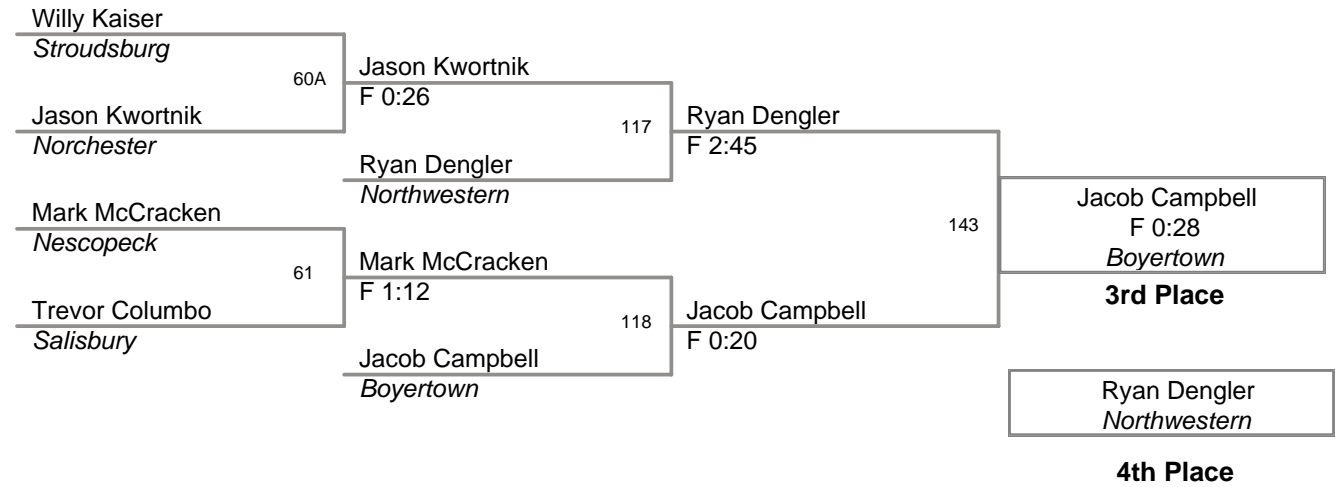 Willy Kaiser
Stroudsburg
60A
Jason Kwortnik
F 0:26
Jason Kwortnik
Norchester
117
Ryan Dengler
F 2:45
Ryan Dengler
Northwestern
Mark McCracken
Nescopeck
61
Mark McCracken
F 1:12
Trevor Columbo
Salisbury
118
Jacob Campbell
F 0:20
Jacob Campbell
Boyertown
143
Jacob Campbell
F 0:28
Boyertown
3rd Place
Ryan Dengler
Northwestern
4th Place